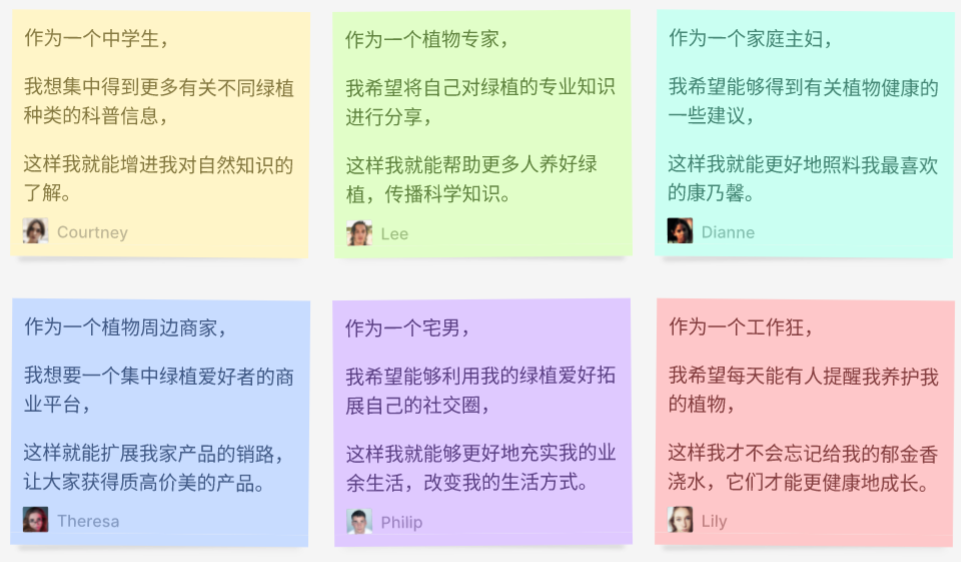 作为一个中学生，
我想集中得到更多有关不同绿植
种类的科普信息，
这样我就能增进我对自然知识的
了解。
Courtney
作为一个植物专家，
我希望将自己对绿植的专业知识
进行分享，
这样我就能帮助更多人养好绿
植，传播科学知识。
Lee
作为一个家庭主妇，
我希望能够得到有关植物健康的
一些建议，
这样我就能更好地照料我最喜欢
的康乃馨。
Dianne
作为一个植物周边商家，
我想要一个集中绿植爱好者的商
业平台，
这样就能扩展我家产品的销路，
让大家获得质高价美的产品。
Theresa
作为一个宅男，
我希望能够利用我的绿植爱好拓
展自己的社交圈，
这样我就能够更好地充实我的业
余生活，改变我的生活方式。
Philip
作为一个工作狂，
我希望每天能有人提醒我养护我
的植物，
这样我才不会忘记给我的郁金香
浇水，它们才能更健康地成长。
Lily